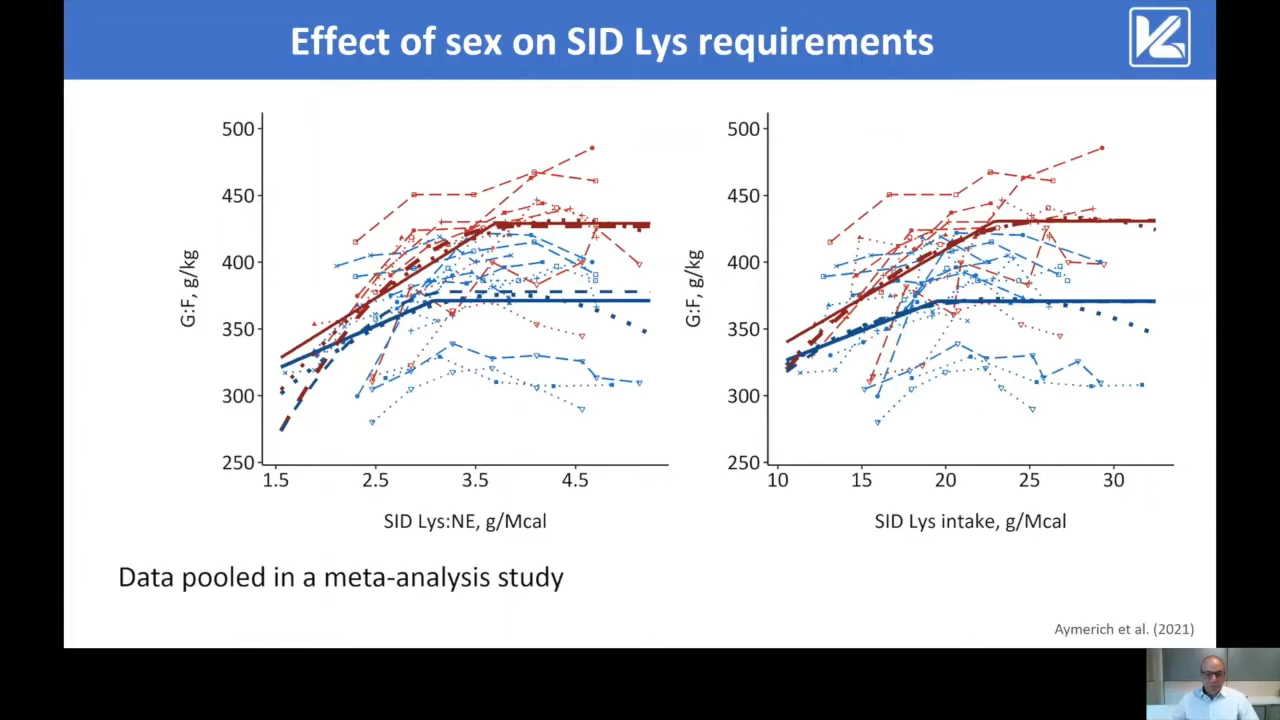 Effect of sex on SID Lys requirements
VL
500
450
400
350
300
250
G:F, g/kg
1.5 2.5 3.5 4.5
SID Lys:NE, g/Mcal
500
450
400
350
300
250
G:F, g/kg
10 15 20 25 30
SID Lys intake, g/Mcal
Data pooled in a meta-analysis study
Aymerich et al. (2021)